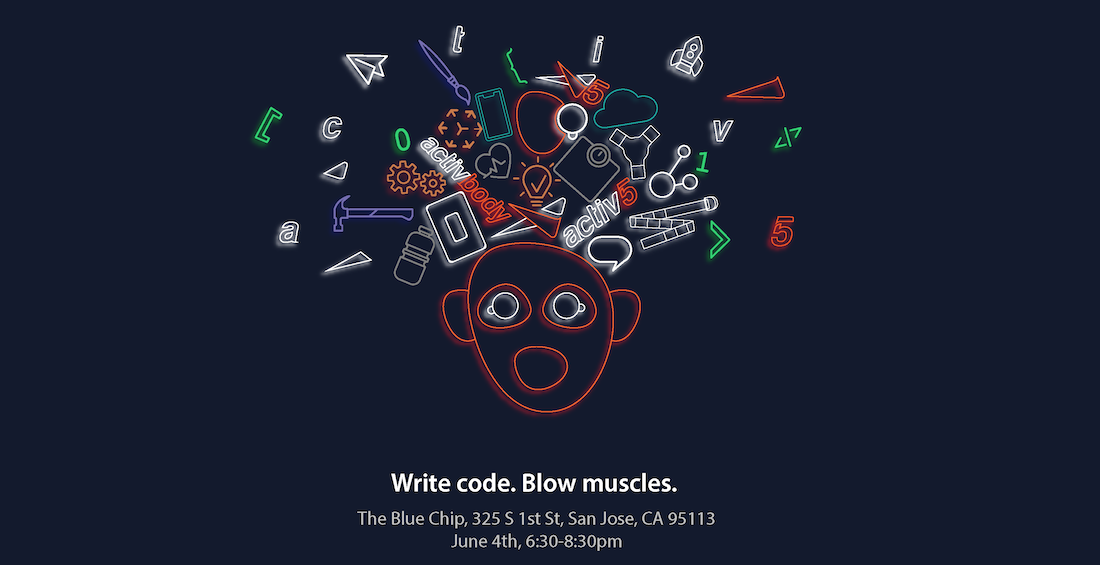 t
i
5
[
c
0
activbody
v
</>
1
a
activ5
>
5
Write code. Blow muscles.
The Blue Chip, 325 S 1st St, San Jose, CA 95113
June 4th, 6:30-8:30pm